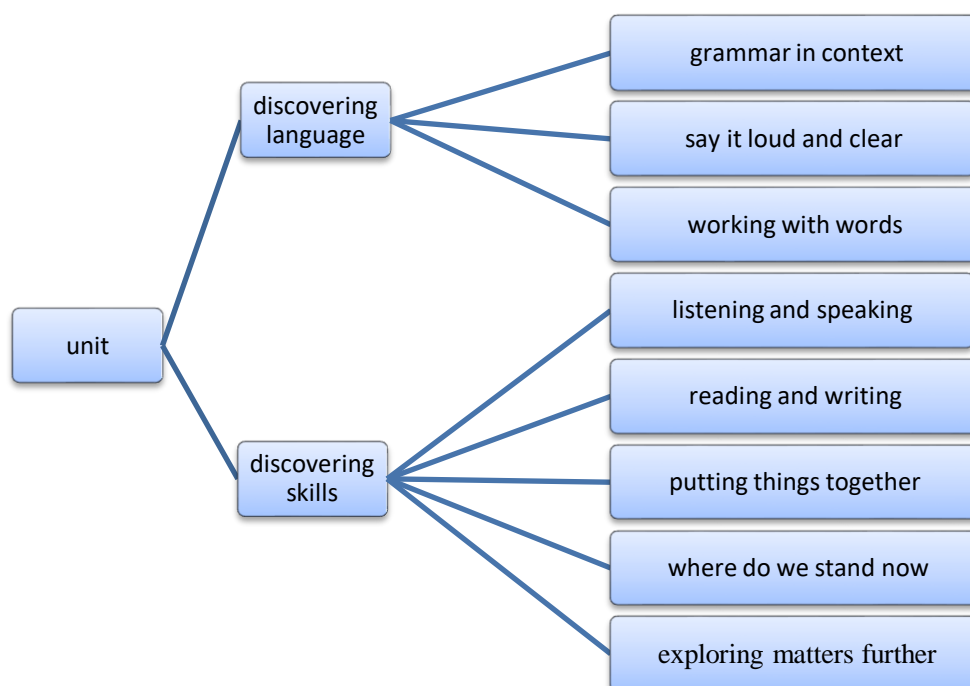 unit
discovering
language
grammar in context
say it loud and clear
working with words
discovering
skills
listening and speaking
reading and writing
putting things together
where do we stand now
exploring matters further